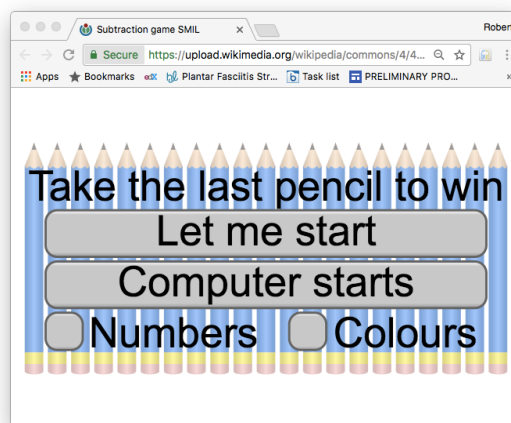 Subtraction game SMIL
Rober
Secure https://upload.wikimedia.org/wikipedia/commons/4/4...
Apps Bookmarks Plantar Fasciitis Str... Task list PRELIMINARY PRO...
Take the last pencil to win
Let me start
Computer starts
Numbers Colours